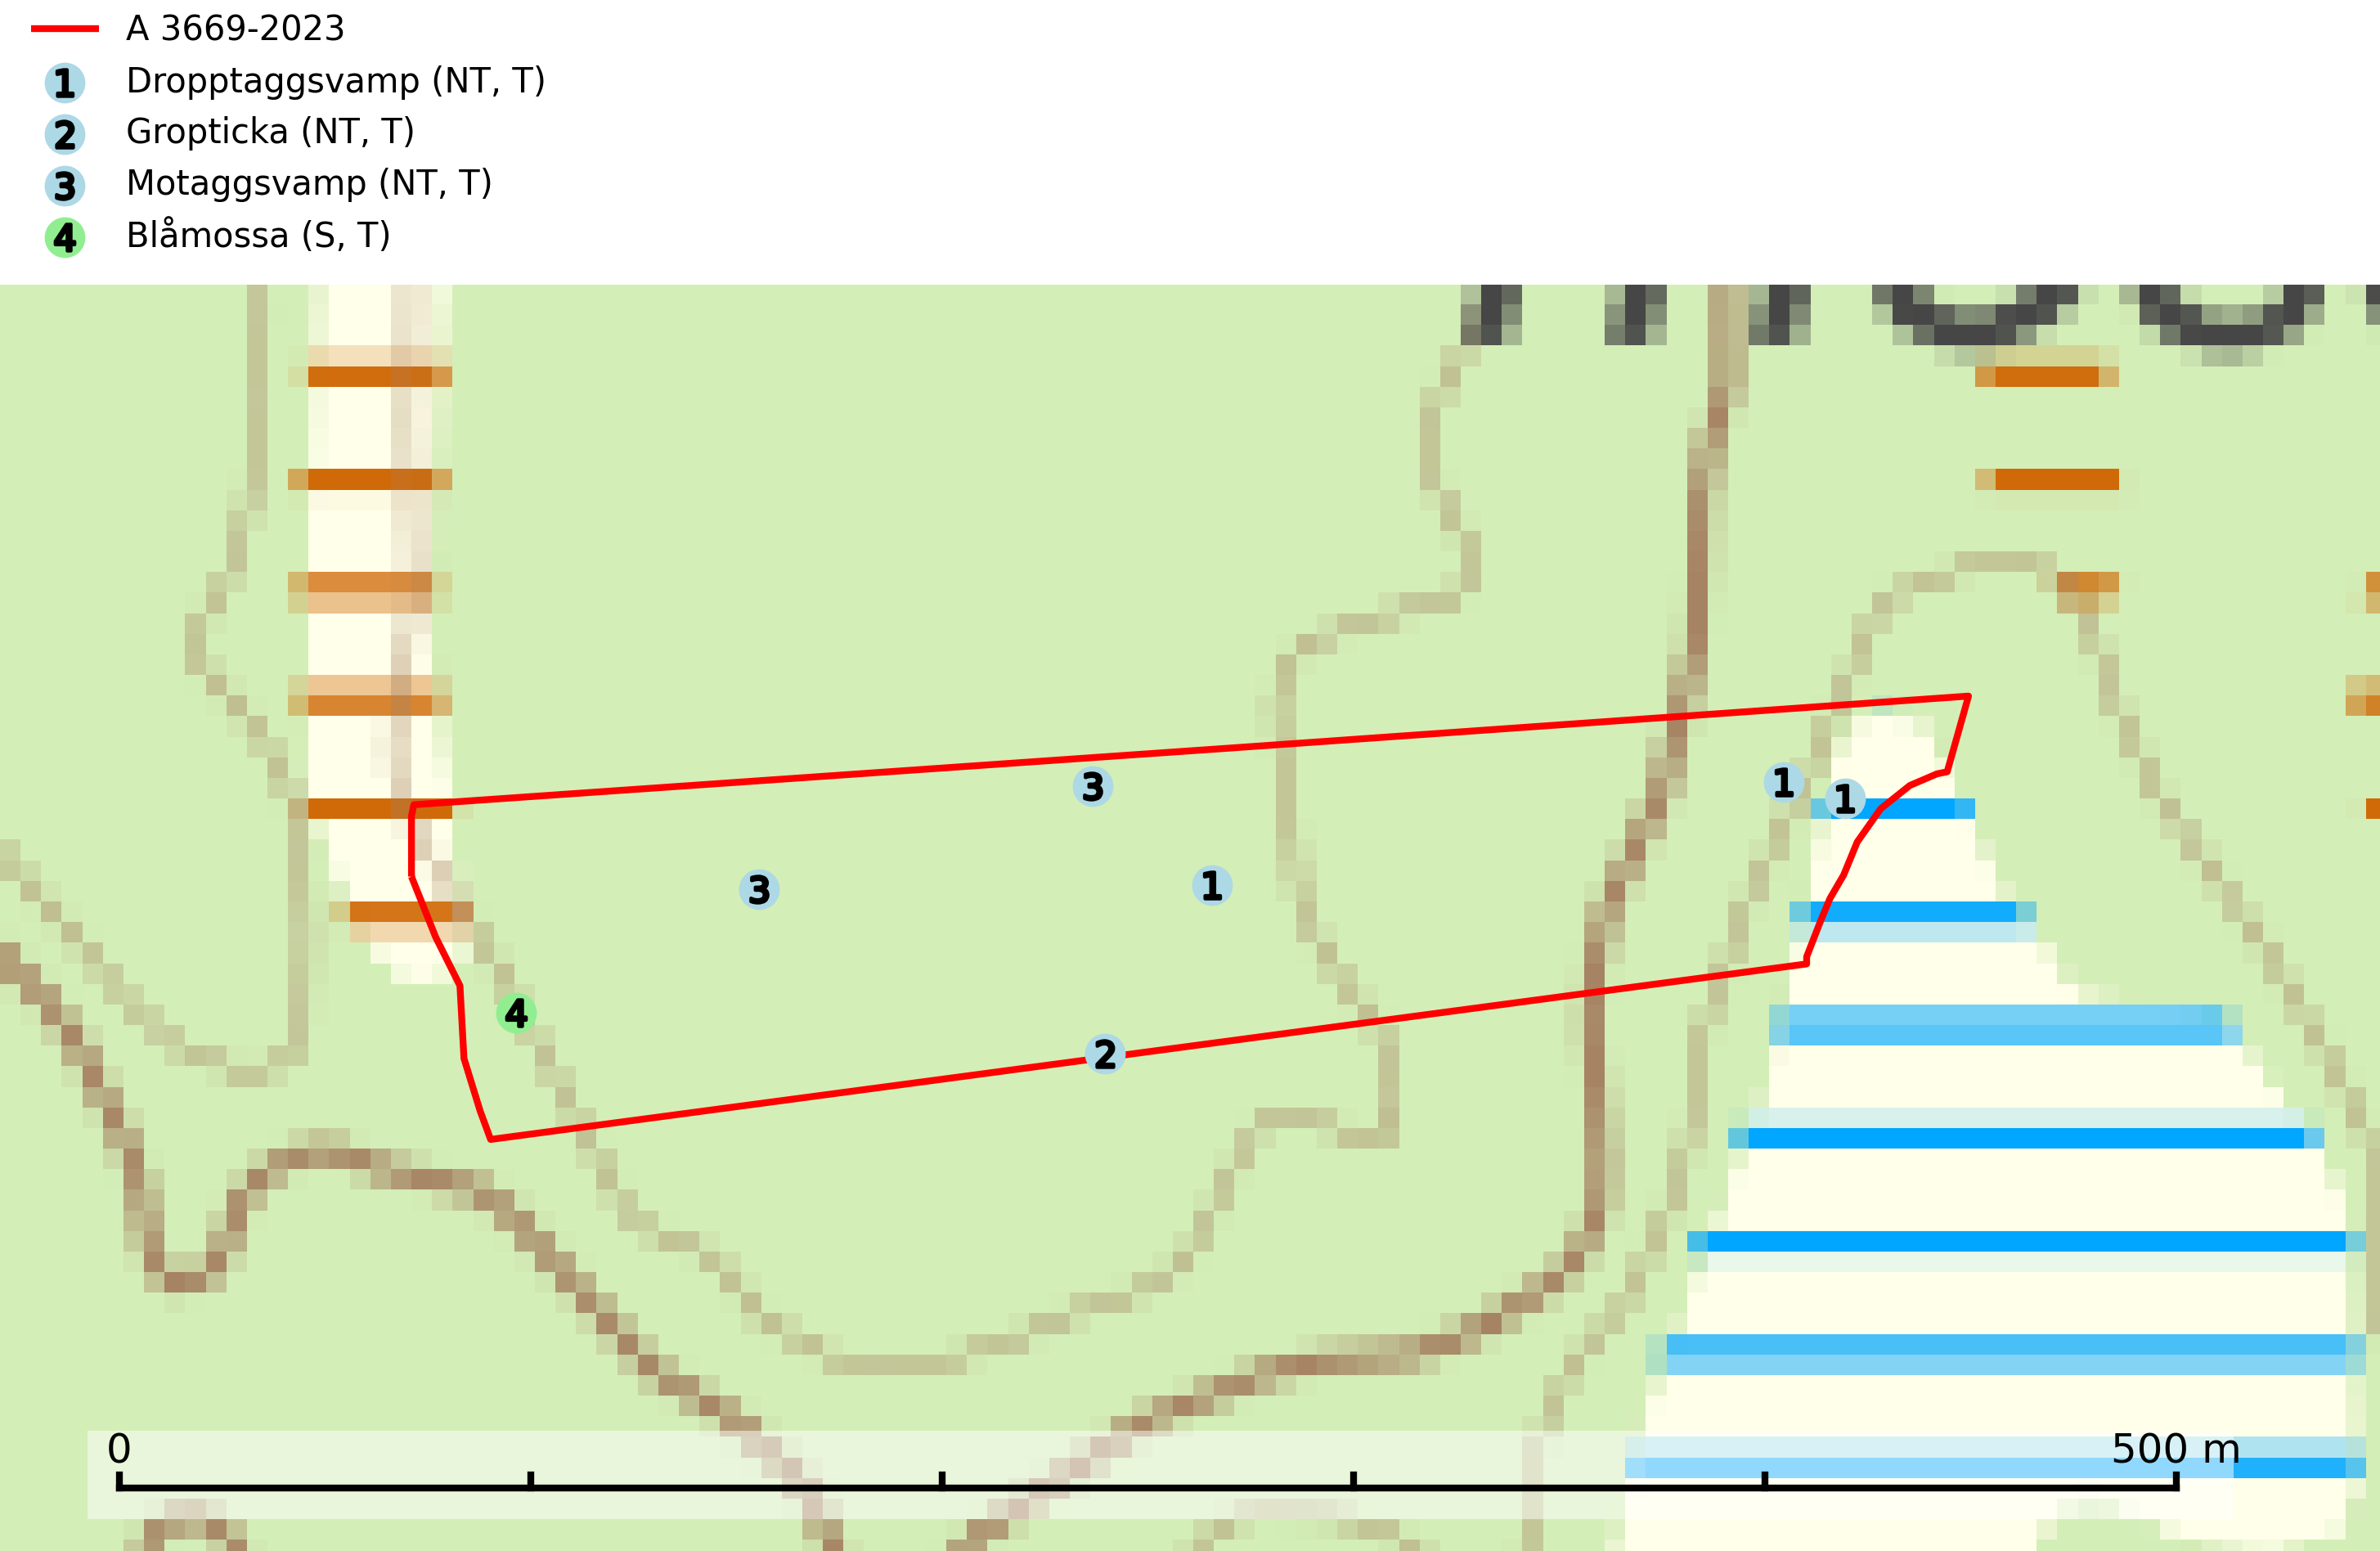 A 3669-2023
1 Dropptaggsvamp (NT, T)
2 Gropticka (NT, T)
3 Motaggsvamp (NT, T)
4 Blåmossa (S, T)
3
1
1
3
1
4
2
0 500 m